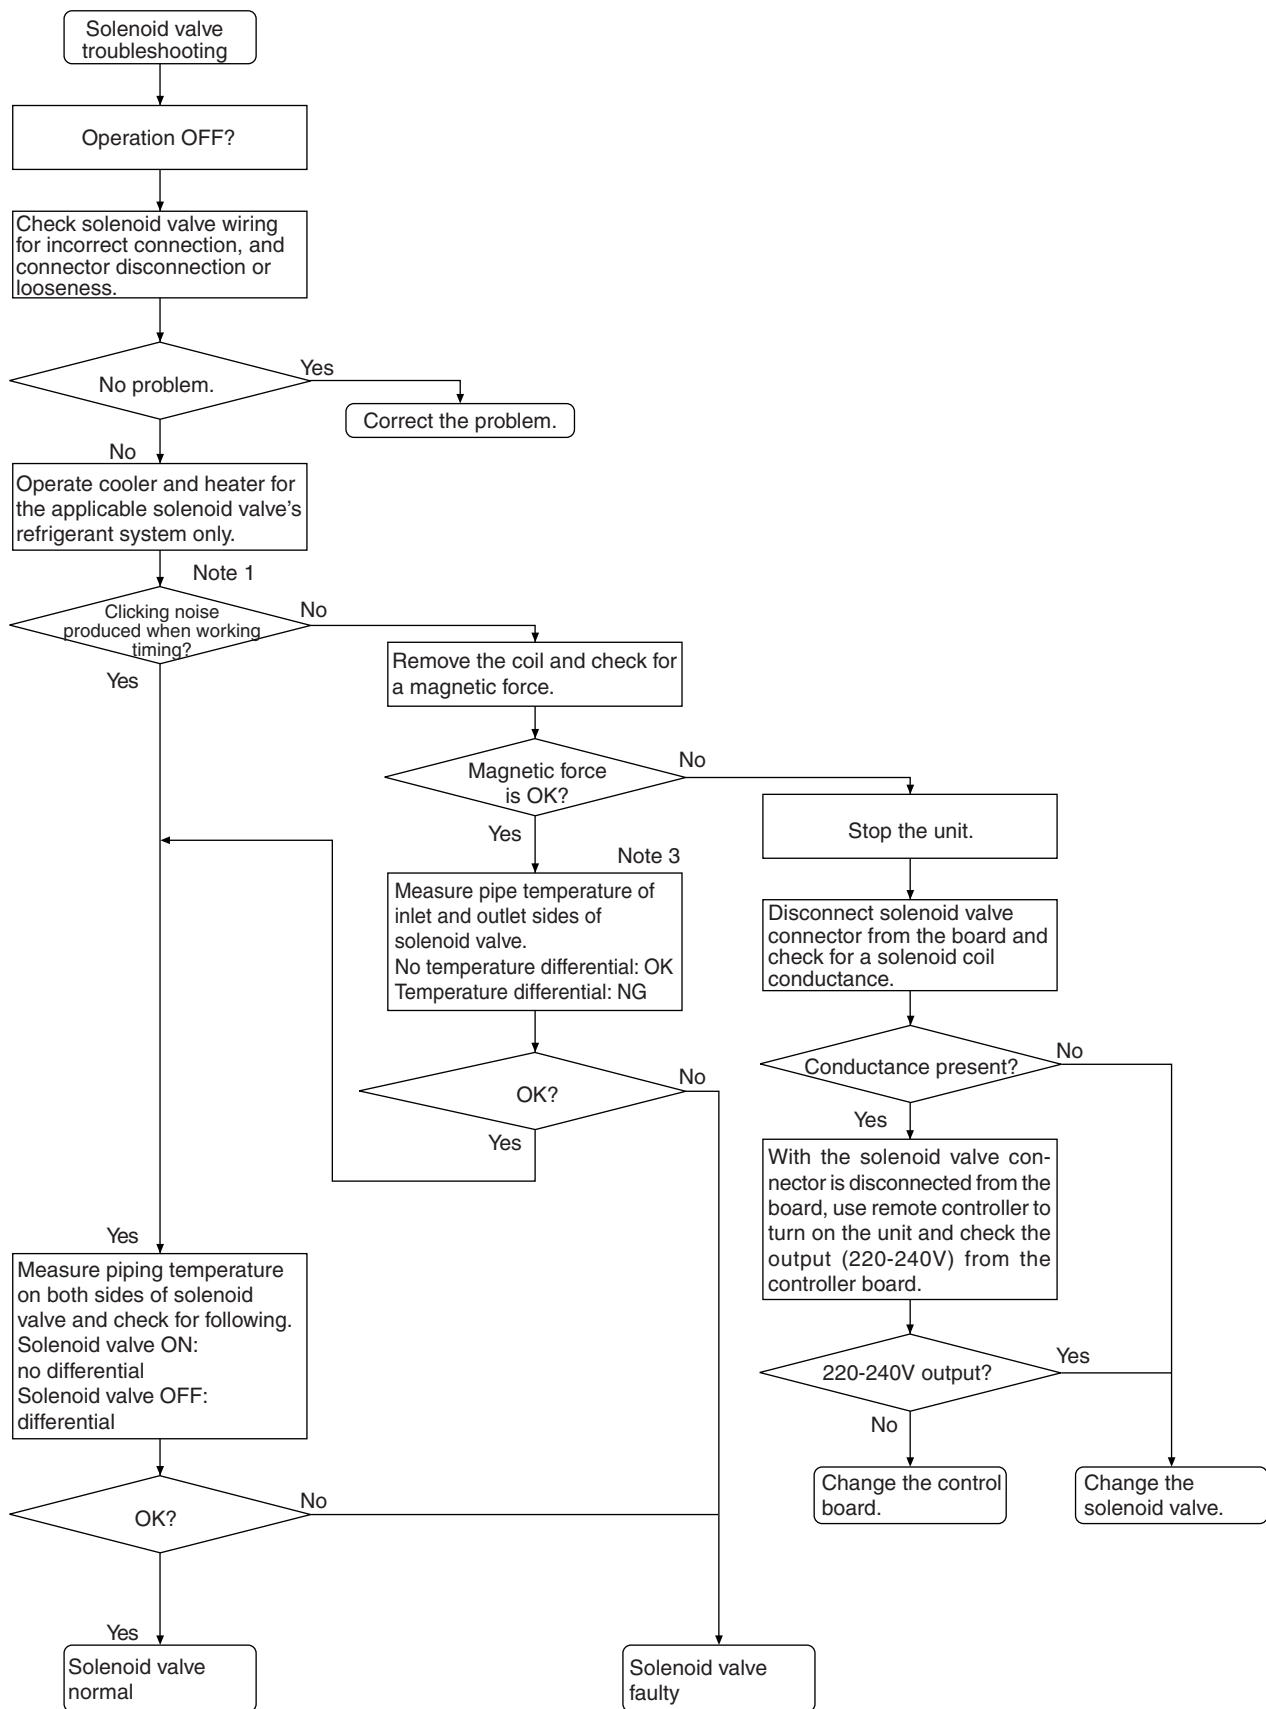 Solenoid valve
troubleshooting
Operation OFF?
Check solenoid valve wiring
for incorrect connection, and
connector disconnection or
looseness.
No problem.
Yes
Correct the problem.
No
Operate cooler and heater for
the applicable solenoid valve’s
refrigerant system only.
Note 1
Clicking noise
produced when working
timing?
No
Yes
Remove the coil and check for
a magnetic force.
Magnetic force
is OK?
No
Yes
Stop the unit.
Note 3
Measure pipe temperature of
inlet and outlet sides of
solenoid valve.
No temperature differential: OK
Temperature differential: NG
Disconnect solenoid valve
connector from the board and
check for a solenoid coil
conductance.
OK?
No
Yes
Conductance present?
No
Yes
With the solenoid valve con-
nector is disconnected from the
board, use remote controller to
turn on the unit and check the
output (220-240V) from the
controller board.
Yes
Measure piping temperature
on both sides of solenoid
valve and check for following.
Solenoid valve ON:
no differential
Solenoid valve OFF:
differential
220-240V output?
Yes
No
Change the control
board.
Change the
solenoid valve.
OK?
No
Yes
Solenoid valve
normal
Solenoid valve
faulty